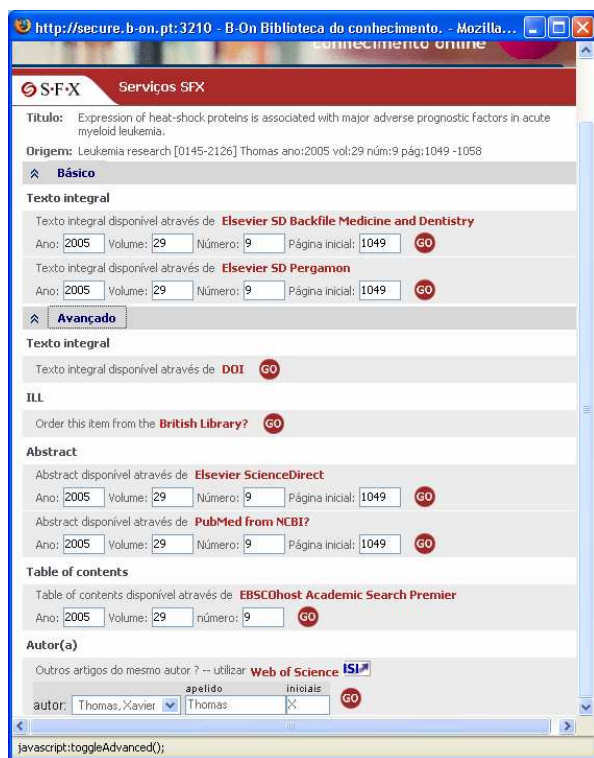 http://secure.b-on.pt:3210 - B-On Biblioteca do conhecimento. - Mozilla...
conhecimento online
S·F·X Serviços SFX
Titulo: Expression of heat-shock proteins is associated with major adverse prognostic factors in acute
myeloid leukemia.
Origem: Leukemia research [0145-2126] Thomas ano:2005 vol:29 núm:9 pág:1049 -1058
Básico
Texto integral
Texto integral disponível através de Elsevier SD Backfile Medicine and Dentistry
Ano: 2005 Volume: 29 Número: 9 Página inicial: 1049 GO
Texto integral disponível através de Elsevier SD Pergamon
Ano: 2005 Volume: 29 Número: 9 Página inicial: 1049 GO
Avançado
Texto integral
Texto integral disponível através de DOI GO
ILL
Order this item from the British Library? GO
Abstract
Abstract disponível através de Elsevier ScienceDirect
Ano: 2005 Volume: 29 Número: 9 Página inicial: 1049 GO
Abstract disponível através de PubMed from NCBI?
Ano: 2005 Volume: 29 Número: 9 Página inicial: 1049 GO
Table of contents
Table of contents disponível através de EBSCOhost Academic Search Premier
Ano: 2005 Volume: 29 número: 9 GO
Autor(a)
Outros artigos do mesmo autor ? -- utilizar Web of Science ISI
apelido iniciais
autor: Thomas, Xavier Thomas X GO
javascript:toggleAdvanced();